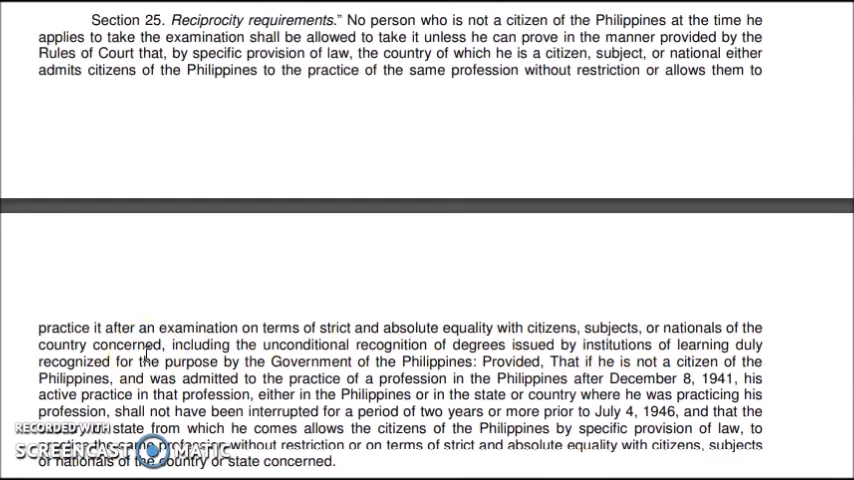 Section 25. Reciprocity requirements.” No person who is not a citizen of the Philippines at the time he
applies to take the examination shall be allowed to take it unless he can prove in the manner provided by the
Rules of Court that, by specific provision of law, the country of which he is a citizen, subject, or national either
admits citizens of the Philippines to the practice of the same profession without restriction or allows them to
practice it after an examination on terms of strict and absolute equality with citizens, subjects, or nationals of the
country concerned, including the unconditional recognition of degrees issued by institutions of learning duly
recognized for the purpose by the Government of the Philippines: Provided, That if he is not a citizen of the
Philippines, and was admitted to the practice of a profession in the Philippines after December 8, 1941, his
active practice in that profession, either in the Philippines or in the state or country where he was practicing his
profession, shall not have been interrupted for a period of two years or more prior to July 4, 1946, and that the
state from which he comes allows the citizens of the Philippines by specific provision of law, to
practice the same profession without restriction or on terms of strict and absolute equality with citizens, subjects
or nationals of the country or state concerned.
RECORDED WITH
SCREENCAST MATIC